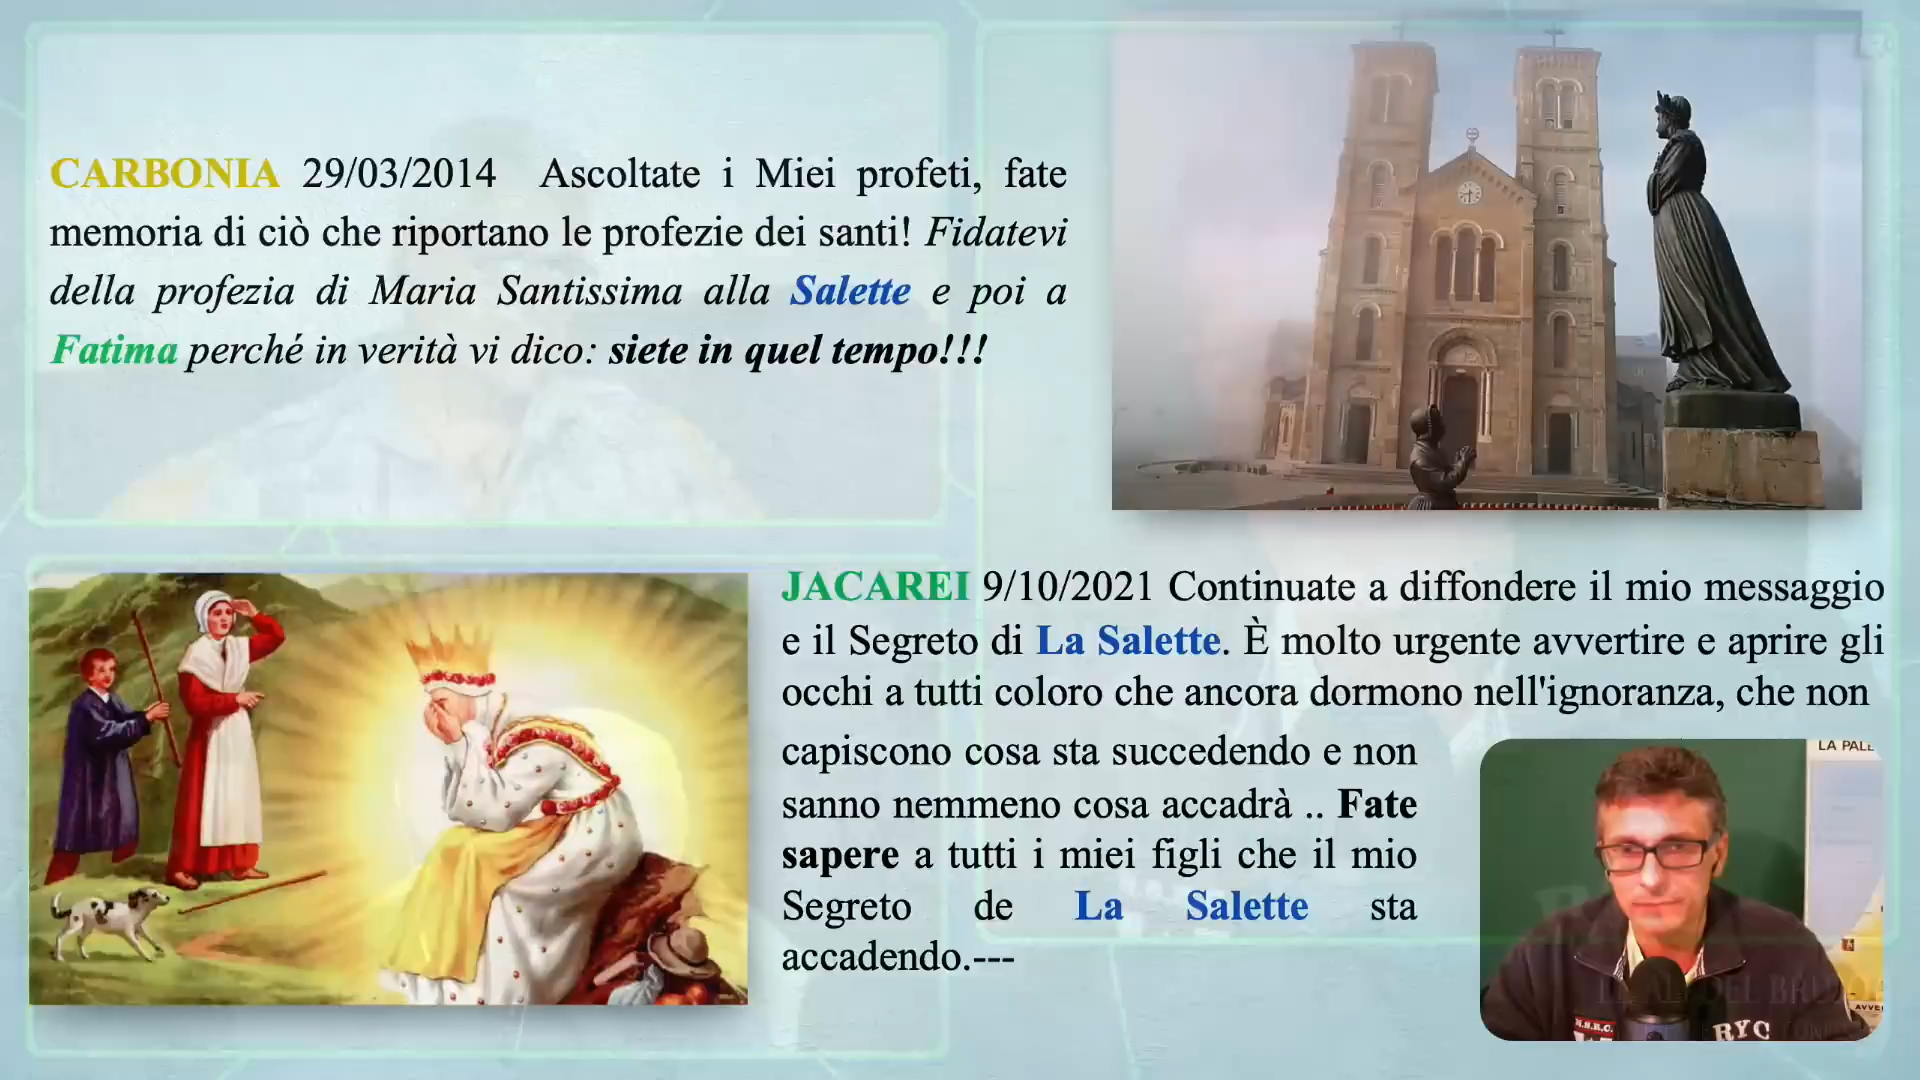 CARBONIA 29/03/2014 Ascoltate i Miei profeti, fate
memoria di ciò che riportano le profezie dei santi! Fidatevi
della profezia di Maria Santissima alla Salette e poi a
Fatima perché in verità vi dico: siete in quel tempo!!!
JACAREI 9/10/2021 Continuate a diffondere il mio messaggio
e il Segreto di La Salette. È molto urgente avvertire e aprire gli
occhi a tutti coloro che ancora dormono nell'ignoranza, che non
capiscono cosa sta succedendo e non
sanno nemmeno cosa accadrà .. Fate
sapere a tutti i miei figli che il mio
Segreto de La Salette sta
accadendo.---
LA PALE
RYC